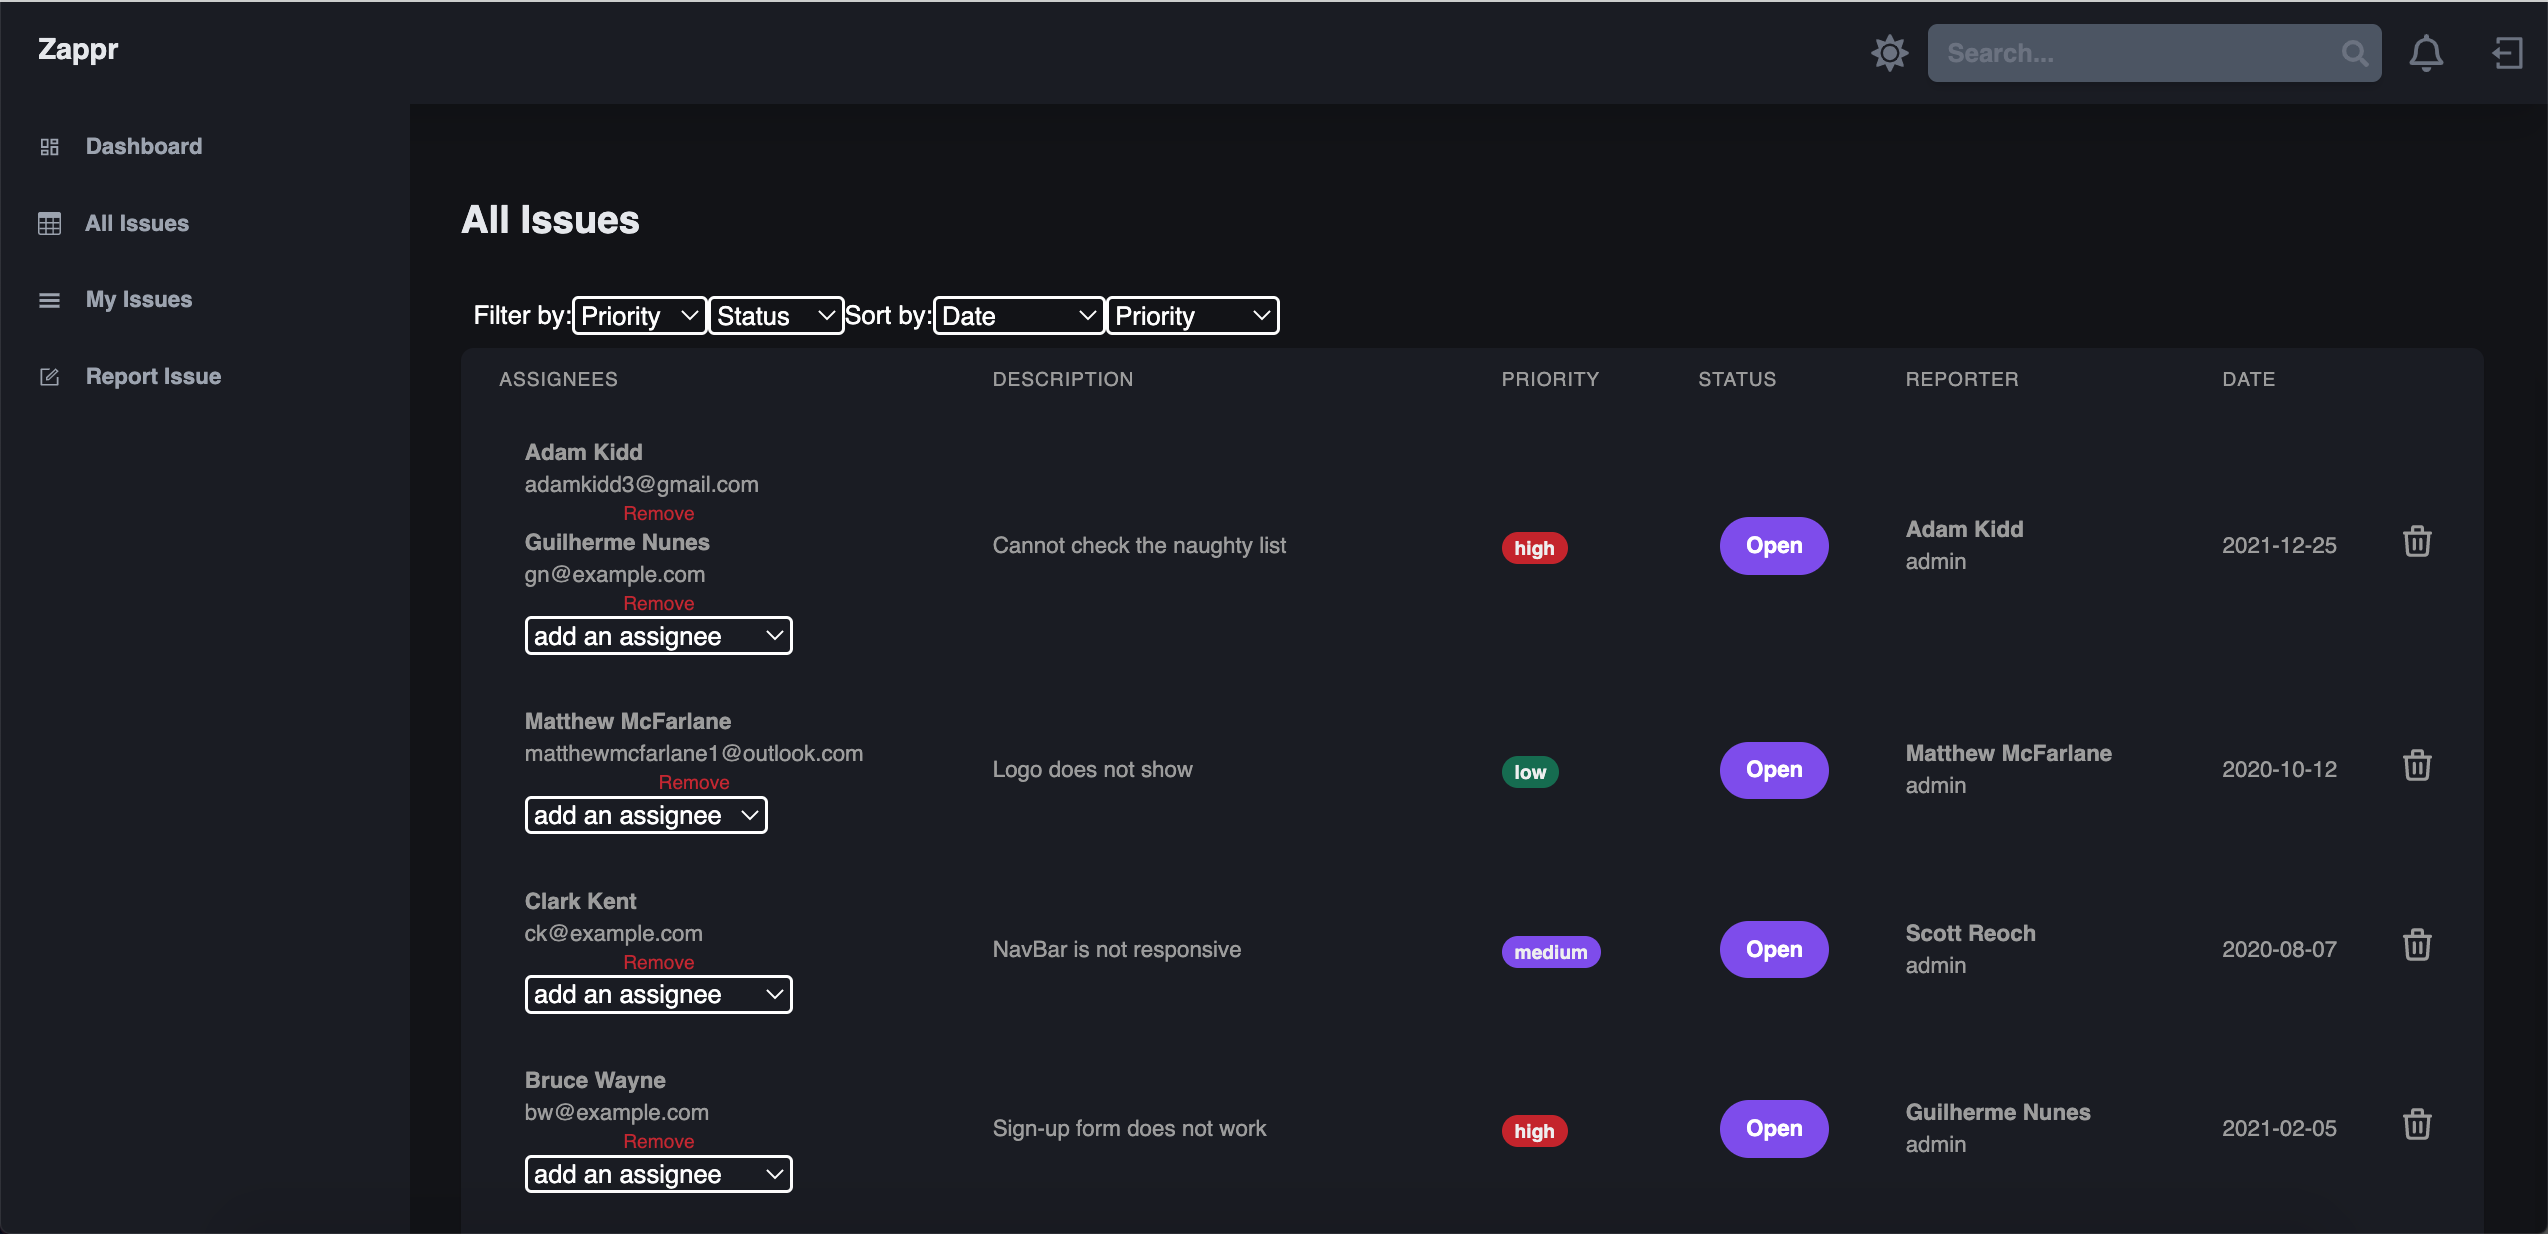 Zappr
Search...
Dashboard
All Issues
My Issues
Report Issue
All Issues
Filter by: Priority Status Sort by: Date Priority
ASSIGNEES DESCRIPTION PRIORITY STATUS REPORTER DATE
Adam Kidd
adamkidd3@gmail.com
Remove
Guilherme Nunes
gn@example.com
Remove
add an assignee
Cannot check the naughty list
high
Open
Adam Kidd
admin
2021-12-25
Matthew McFarlane
matthewmcfarlane1@outlook.com
Remove
add an assignee
Logo does not show
low
Open
Matthew McFarlane
admin
2020-10-12
Clark Kent
ck@example.com
Remove
add an assignee
NavBar is not responsive
medium
Open
Scott Reoch
admin
2020-08-07
Bruce Wayne
bw@example.com
Remove
add an assignee
Sign-up form does not work
high
Open
Guilherme Nunes
admin
2021-02-05